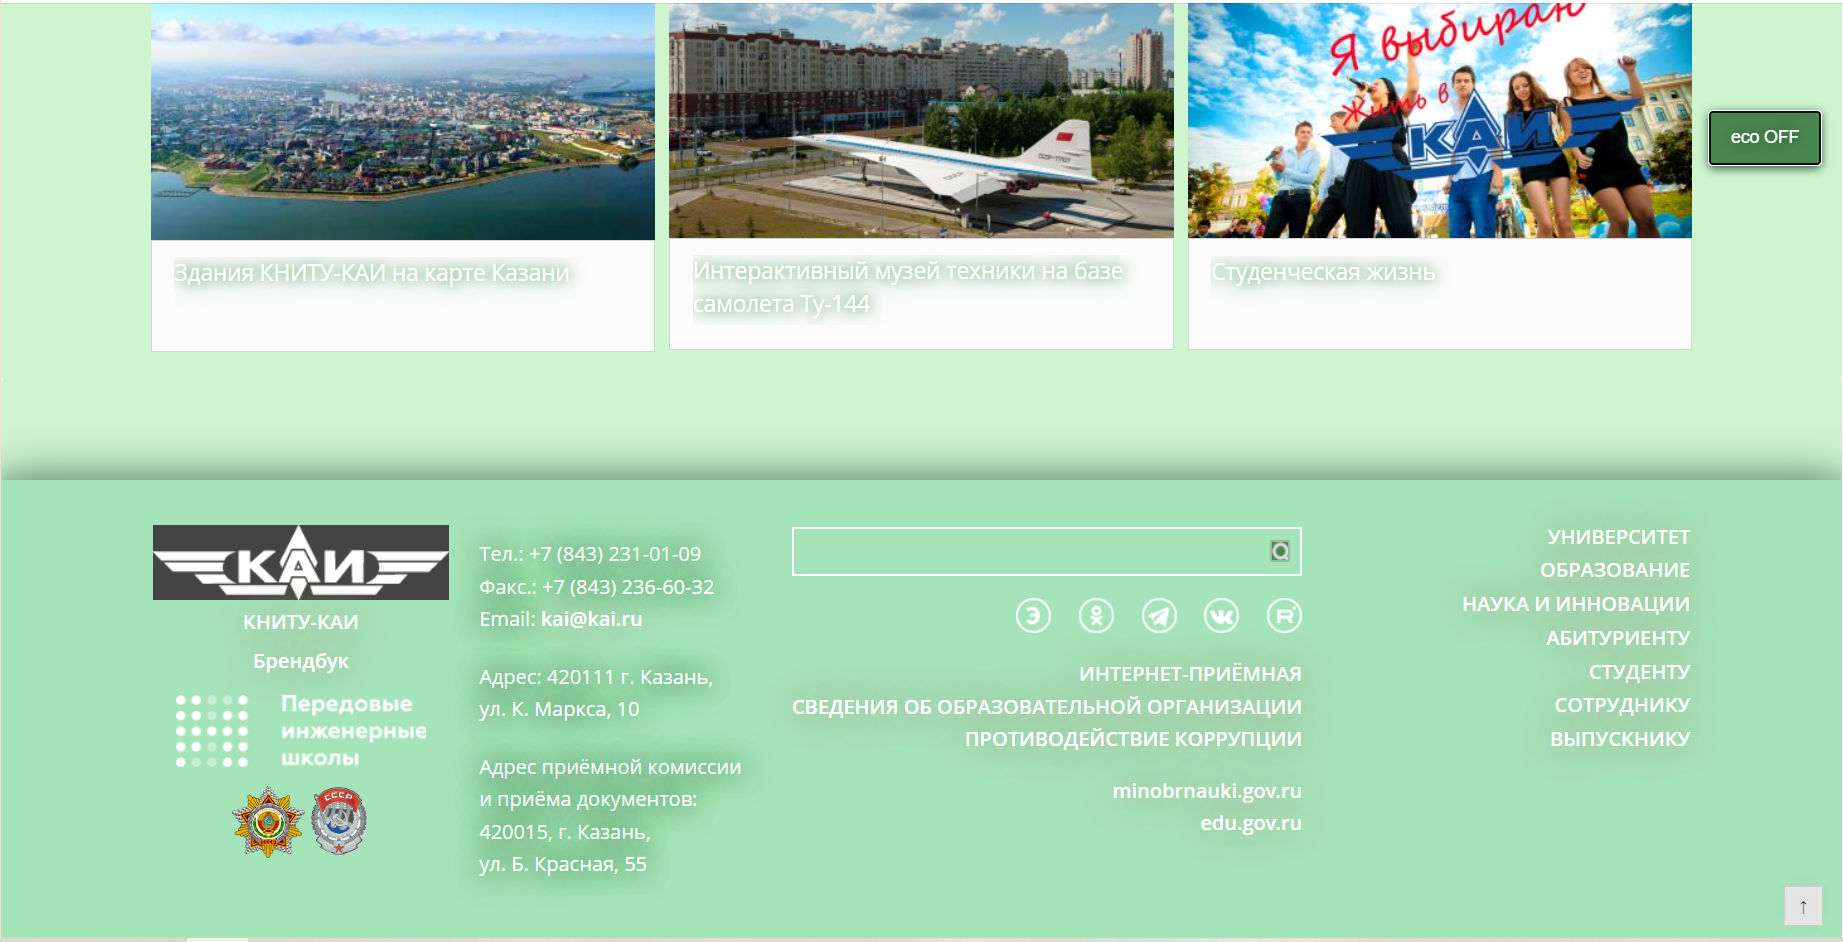 Я выбираю
жить в
КАИ
СССР-77107
eco OFF
Здания КНИТУ-КАИ на карте Казани
Интерактивный музей техники на базе
самолета Ту-144
Студенческая жизнь
КАИ
КНИТУ-КАИ
Брендбук
Передовые
инженерные
школы
СССР
Тел.: +7 (843) 231-01-09
Факс.: +7 (843) 236-60-32
Email: kai@kai.ru
Адрес: 420111 г. Казань,
ул. К. Маркса, 10
Адрес приёмной комиссии
и приёма документов:
420015, г. Казань,
ул. Б. Красная, 55
ИНТЕРНЕТ-ПРИЁМНАЯ
СВЕДЕНИЯ ОБ ОБРАЗОВАТЕЛЬНОЙ ОРГАНИЗАЦИИ
ПРОТИВОДЕЙСТВИЕ КОРРУПЦИИ
minobrnauki.gov.ru
edu.gov.ru
УНИВЕРСИТЕТ
ОБРАЗОВАНИЕ
НАУКА И ИННОВАЦИИ
АБИТУРИЕНТУ
СТУДЕНТУ
СОТРУДНИКУ
ВЫПУСКНИКУ
↑